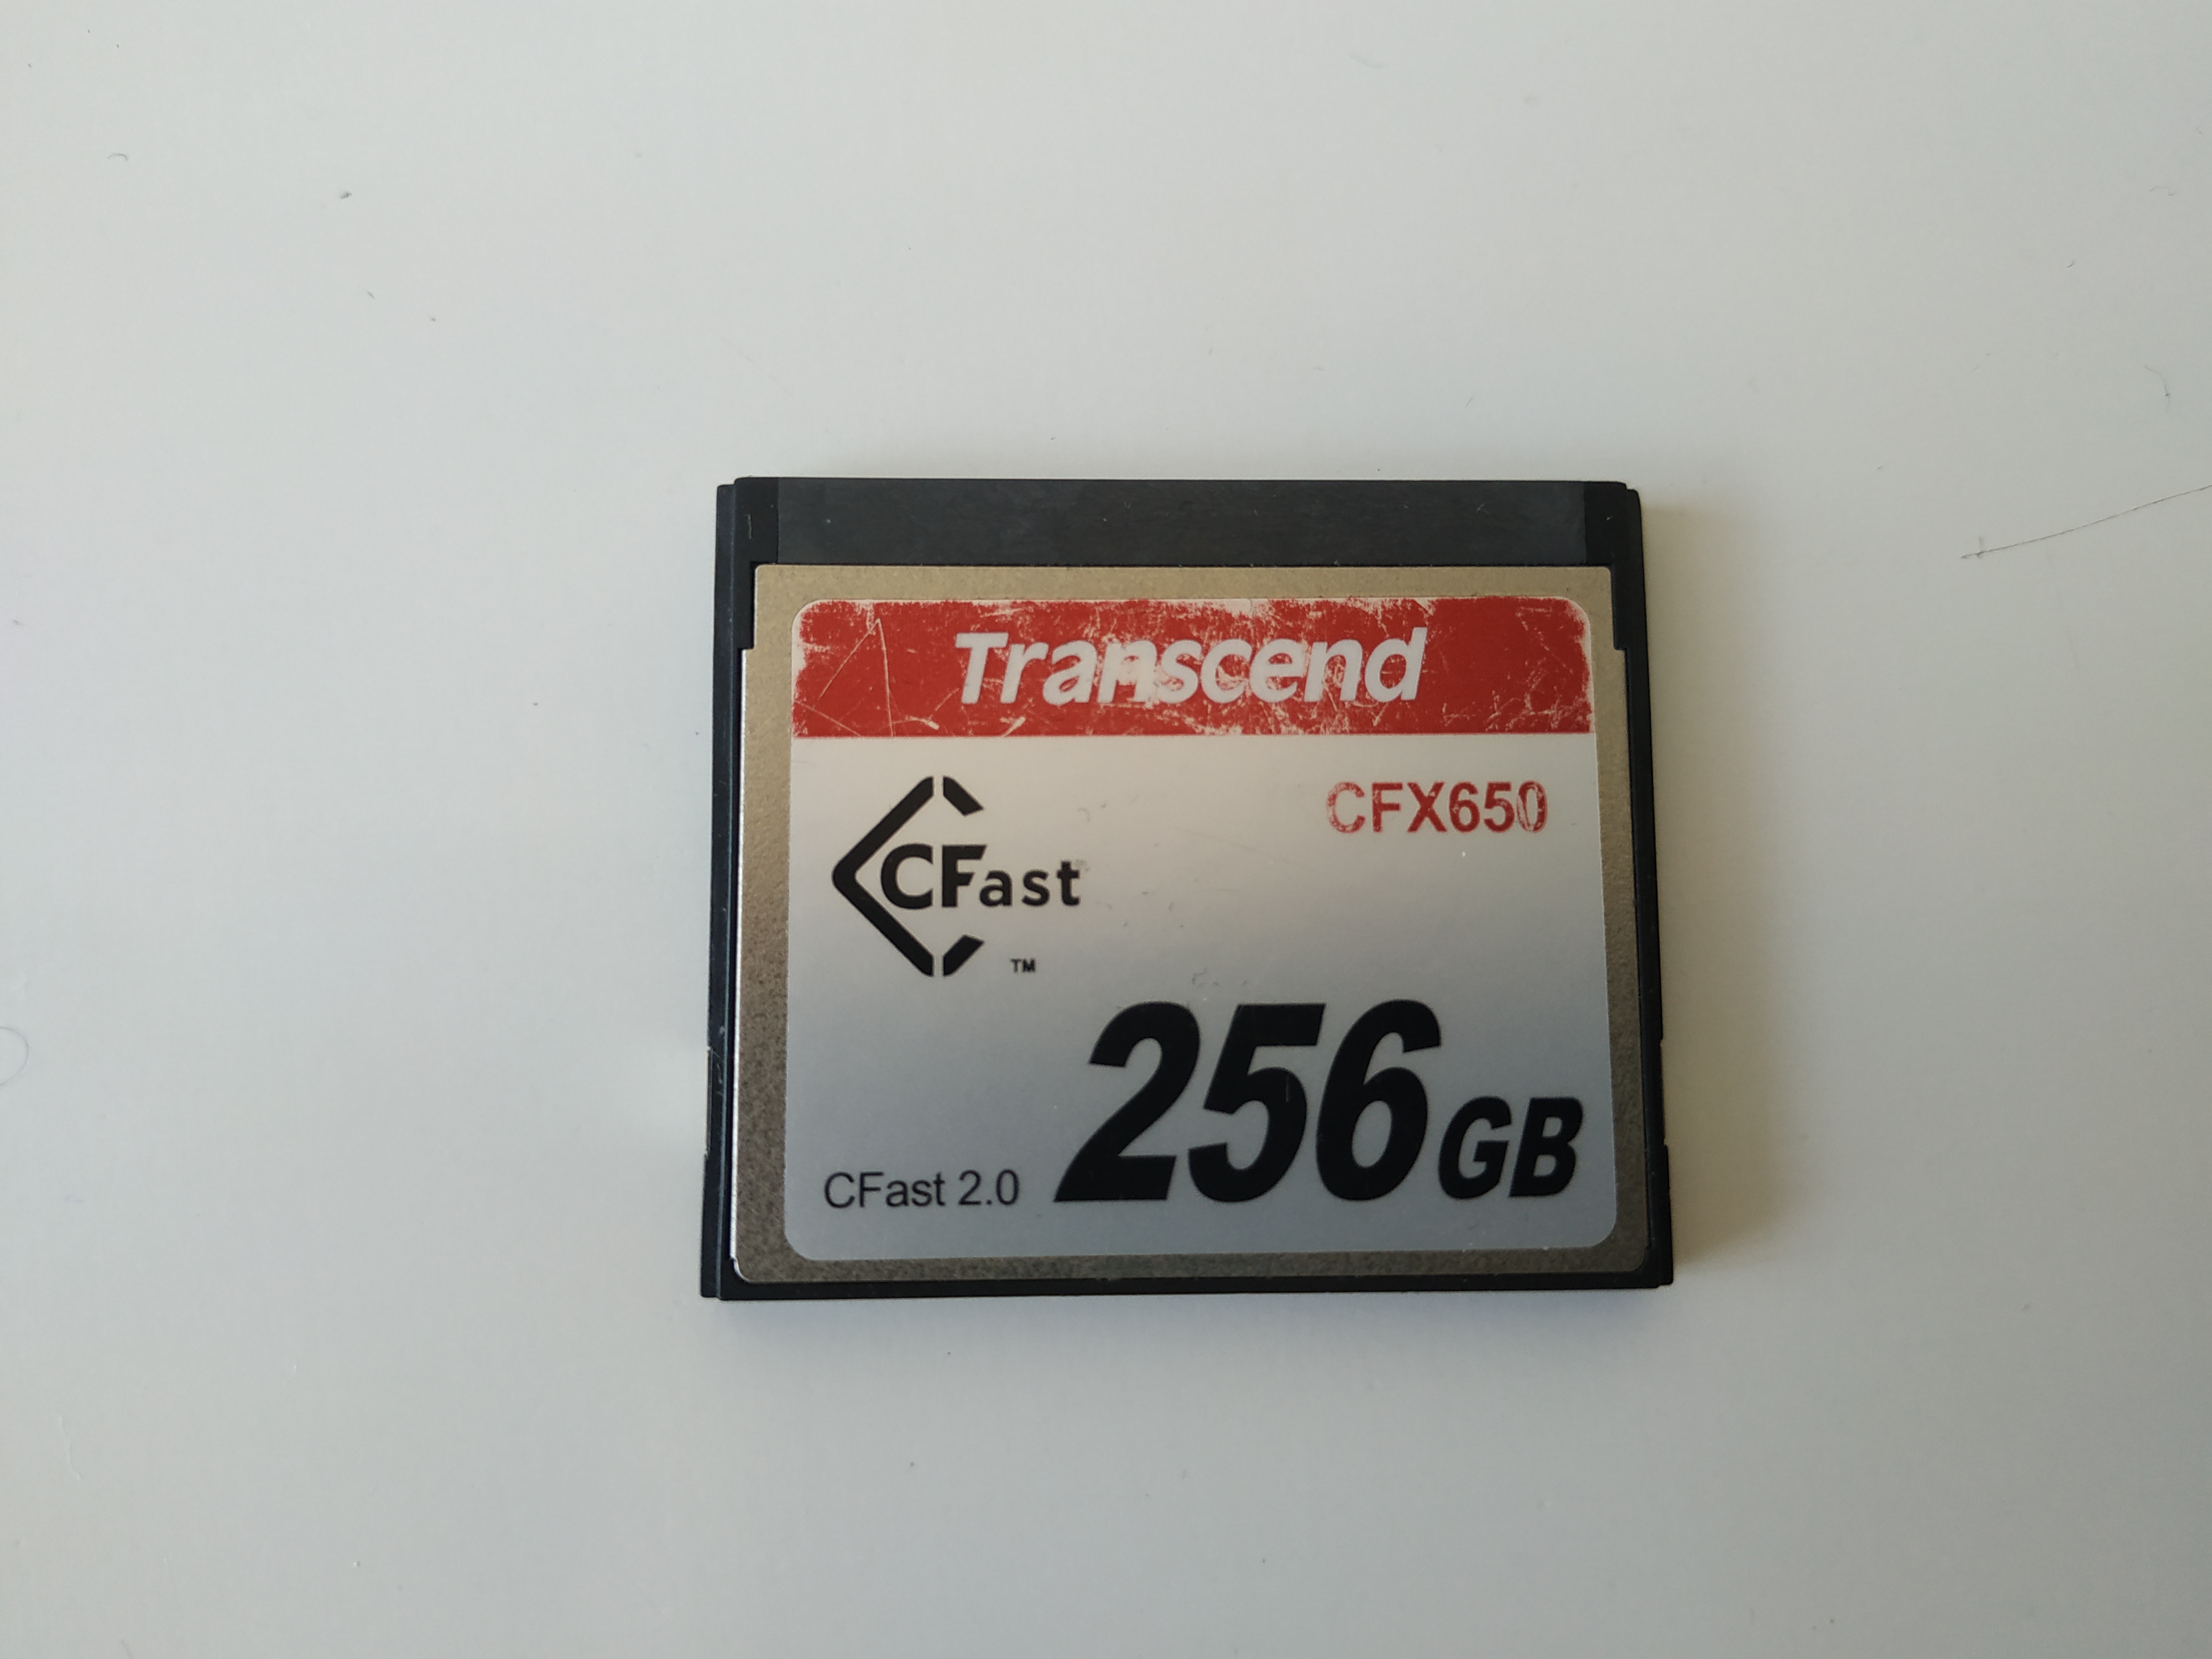 Transcend
CFX650
CFast
TM
256GB
CFast 2.0